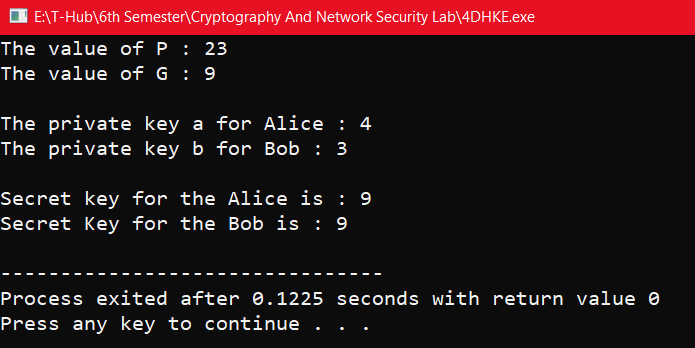 E:\T-Hub\6th Semester\Cryptography And Network Security Lab\4DHKE.exe
The value of P : 23
The value of G : 9
The private key a for Alice : 4
The private key b for Bob : 3
Secret key for the Alice is : 9
Secret Key for the Bob is : 9
--------------------------------
Process exited after 0.1225 seconds with return value 0
Press any key to continue . . .